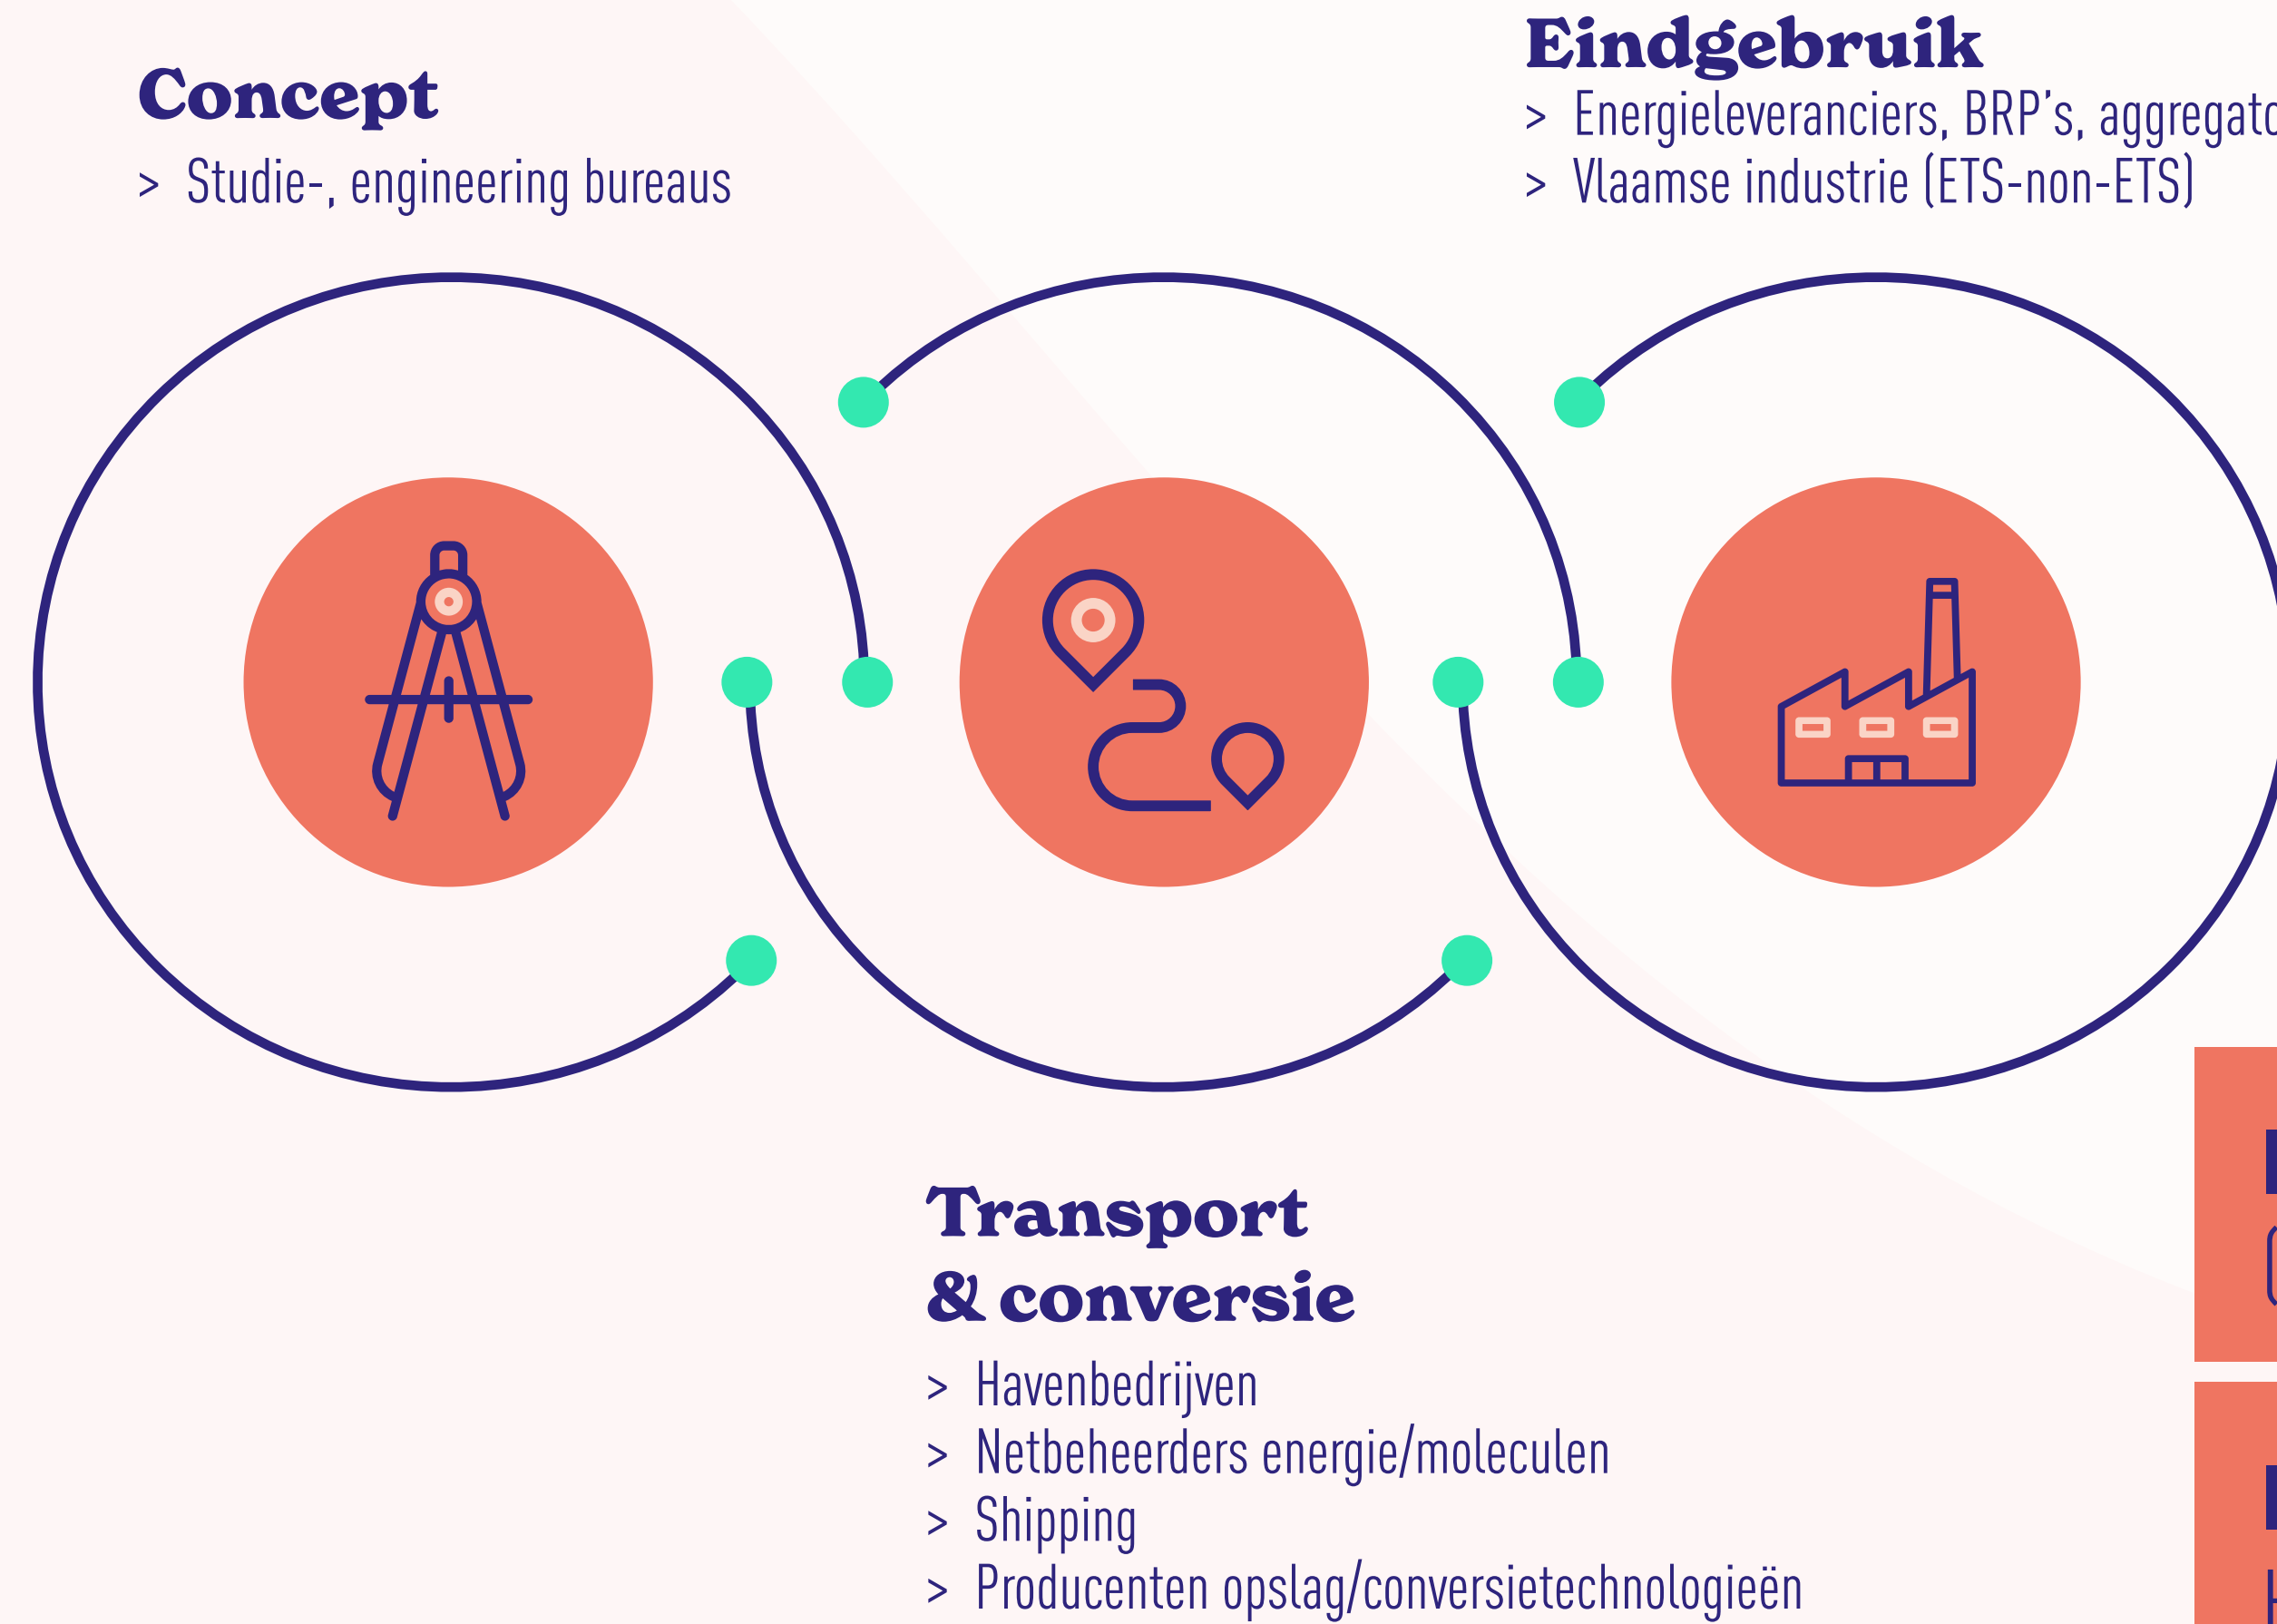 Concept
> Studie-, engineering bureaus
Eindgebruik
> Energieleveranciers, BRP's,
> Vlaamse industrie (ETS-non-ETS)
Transport
& conversie
> Havenbedrijven
> Netbeheerders energie/moleculen
> Shipping
> Producenten opslag/conversietechnologieën